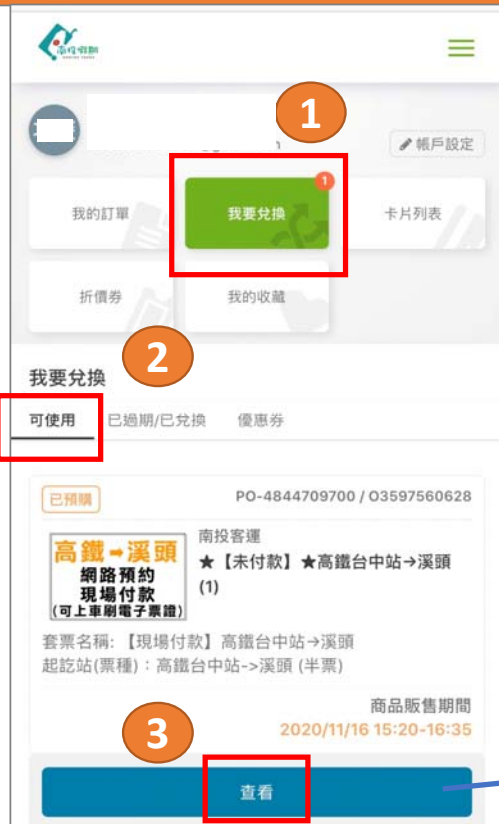 南投假期
1
帳戶設定
我的訂單
我要兌換
1
卡片列表
折價券
我的收藏
2
我要兌換
可使用
已過期/已兌換
優惠券
已預購
PO-4844709700 / O3597560628
高鐵➡溪頭
網路預約
現場付款
(可上車刷電子票證)
南投客運
★【未付款】★高鐵台中站→溪頭
(1)
套票名稱: 【現場付款】高鐵台中站→溪頭
起訖站(票種)：高鐵台中站->溪頭 (半票)
商品販售期間
2020/11/16 15:20-16:35
3
查看